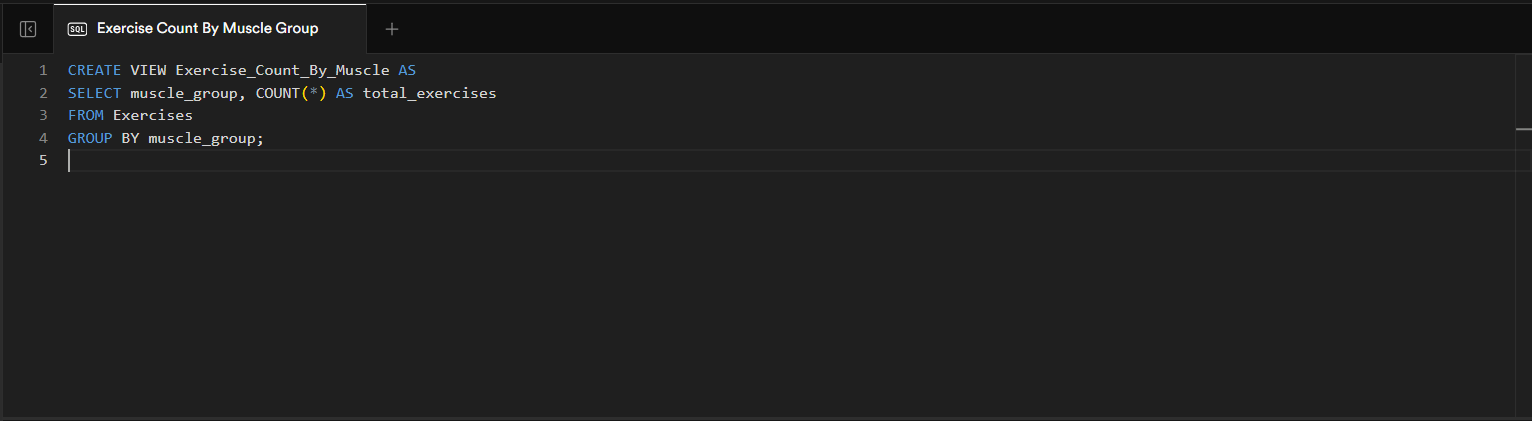 SQL Exercise Count By Muscle Group
1 CREATE VIEW Exercise_Count_By_Muscle AS
2 SELECT muscle_group, COUNT(*) AS total_exercises
3 FROM Exercises
4 GROUP BY muscle_group;
5